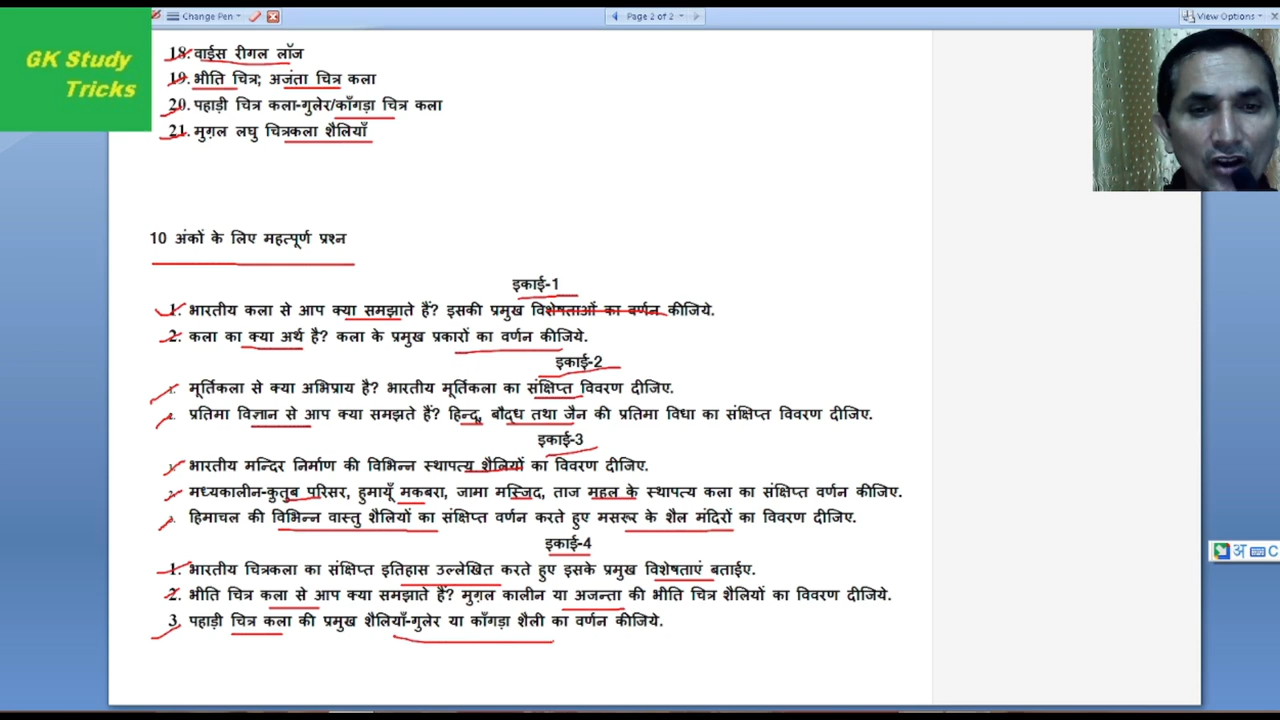 Change Pen
Page 2 of 2
View Options
GK Study
Tricks
18. वाईस रीगल लॉज
19. भीति चित्र; अजंता चित्र कला
20. पहाड़ी चित्र कला-गुलेर/काँगड़ा चित्र कला
21. मुग़ल लघु चित्रकला शैलियाँ
10 अंकों के लिए महत्पूर्ण प्रश्न
इकाई-1
1. भारतीय कला से आप क्या समझाते हैं? इसकी प्रमुख विशेषताओं का वर्णन कीजिये.
2. कला का क्या अर्थ है? कला के प्रमुख प्रकारों का वर्णन कीजिये.
इकाई-2
1. मूर्तिकला से क्या अभिप्राय है? भारतीय मूर्तिकला का संक्षिप्त विवरण दीजिए.
2. प्रतिमा विज्ञान से आप क्या समझते हैं? हिन्दू, बौद्ध तथा जैन की प्रतिमा विधा का संक्षिप्त विवरण दीजिए.
इकाई-3
1. भारतीय मन्दिर निर्माण की विभिन्न स्थापत्य शैलियों का विवरण दीजिए.
2. मध्यकालीन-कुतुब परिसर, हुमायूँ मकबरा, जामा मस्जिद, ताज महल के स्थापत्य कला का संक्षिप्त वर्णन कीजिए.
3. हिमाचल की विभिन्न वास्तु शैलियों का संक्षिप्त वर्णन करते हुए मसरूर के शैल मंदिरों का विवरण दीजिए.
इकाई-4
1. भारतीय चित्रकला का संक्षिप्त इतिहास उल्लेखित करते हुए इसके प्रमुख विशेषताएं बताईए.
2. भीति चित्र कला से आप क्या समझाते हैं? मुग़ल कालीन या अजन्ता की भीति चित्र शैलियों का विवरण दीजिये.
3. पहाड़ी चित्र कला की प्रमुख शैलियाँ-गुलेर या काँगड़ा शैली का वर्णन कीजिये.
अ